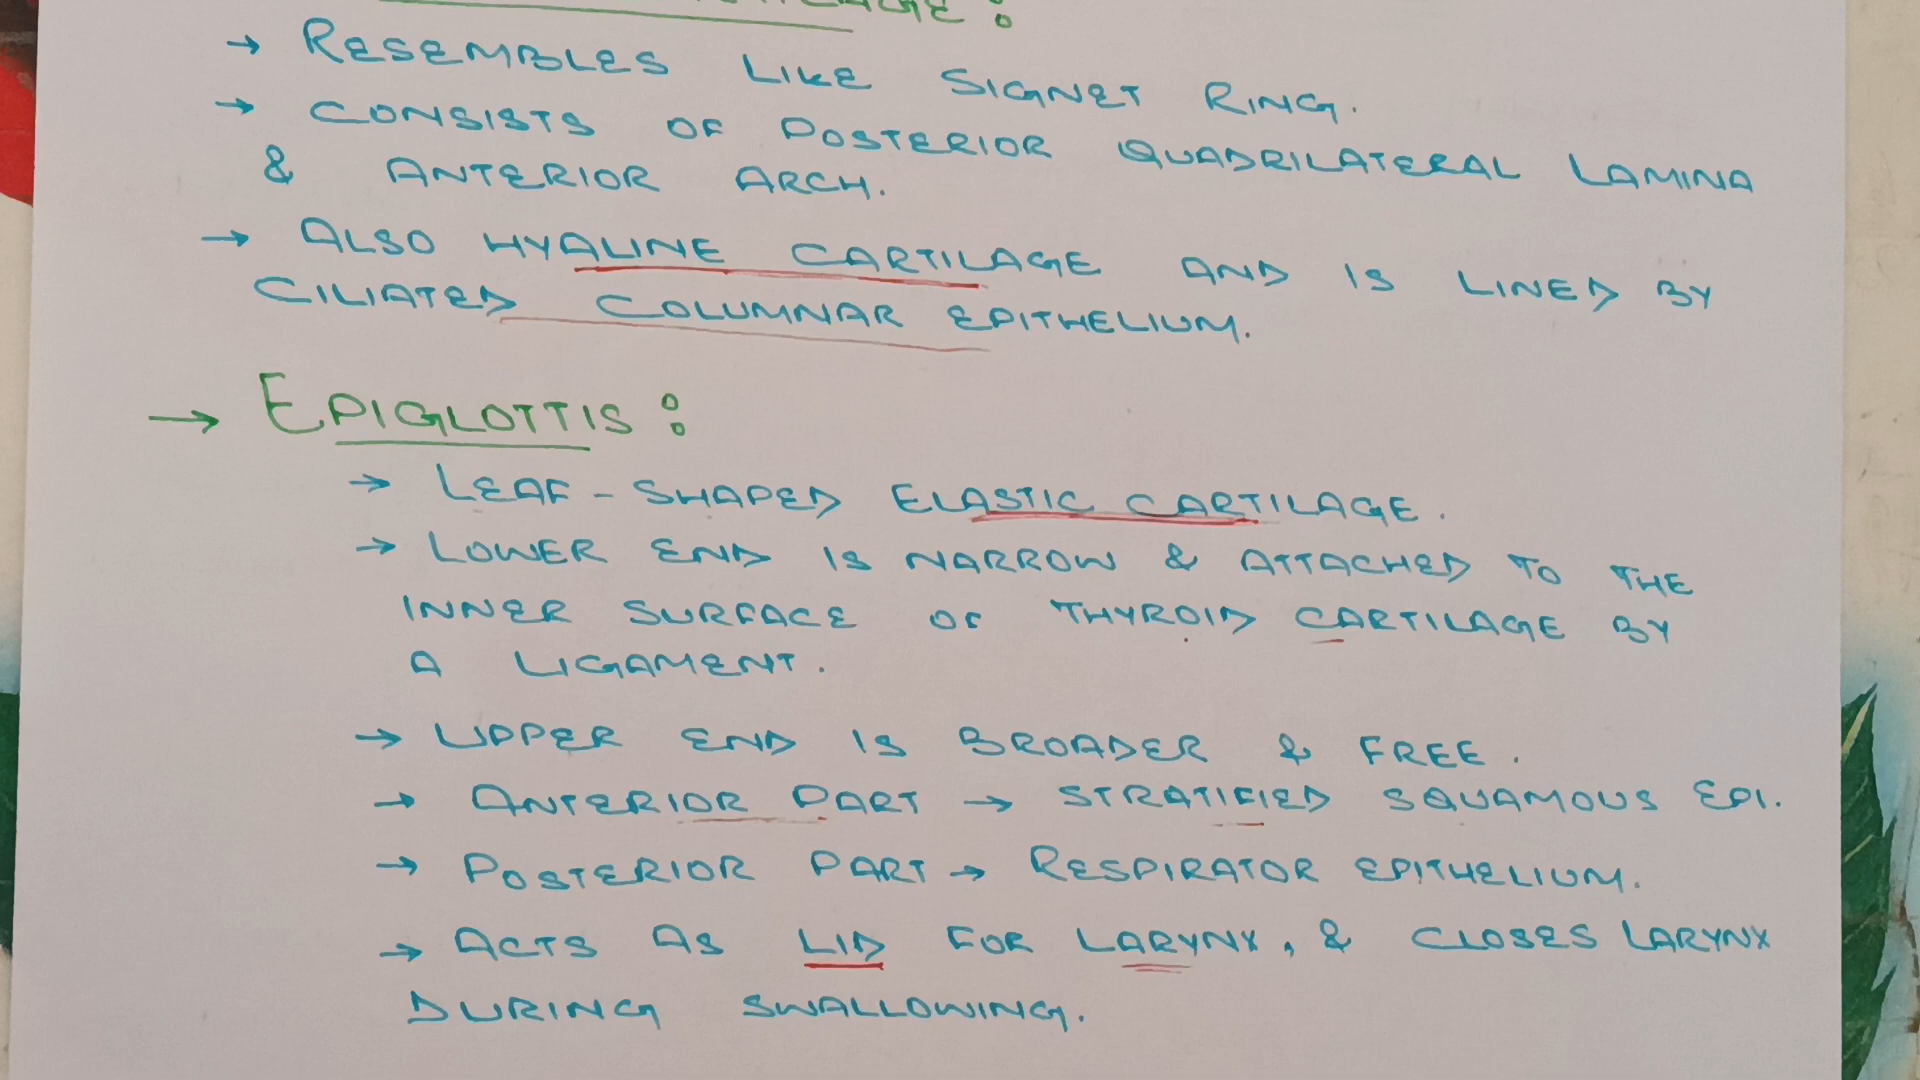 → RESEMBLES LIKE SIGNET RING.
→ CONSISTS OF POSTERIOR QUADRILATERAL LAMINA
& ANTERIOR ARCH.
→ ALSO HYALINE CARTILAGE AND IS LINED BY
CILIATED COLUMNAR EPITHELIUM.
→ EPIGLOTTIS :
→ LEAF - SHAPED ELASTIC CARTILAGE.
→ LOWER END IS NARROW & ATTACHED TO THE
INNER SURFACE OF THYROID CARTILAGE BY
A LIGAMENT.
→ UPPER END IS BROADER & FREE.
→ ANTERIOR PART → STRATIFIED SQUAMOUS EPI.
→ POSTERIOR PART → RESPIRATOR EPITHELIUM.
→ ACTS AS LID FOR LARYNX, & CLOSES LARYNX
DURING SWALLOWING.